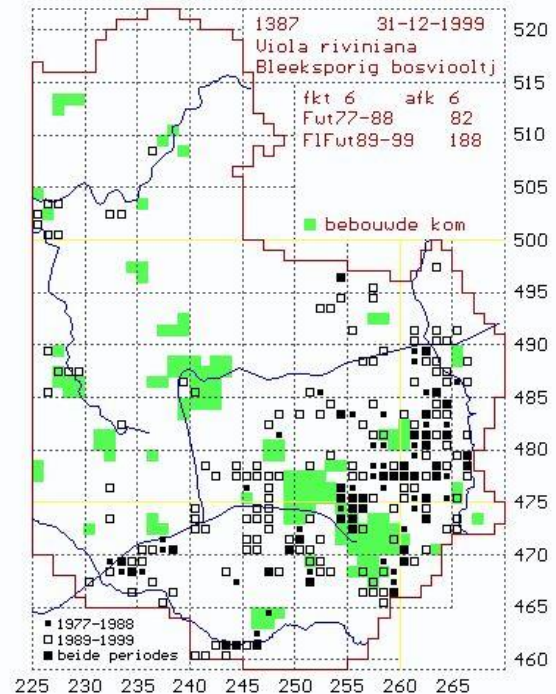 1387 31-12-1999
Viola riviniana
Bleeksporig bosviooltj
fkt 6 afk 6
Fwt77-88 82
FlFwt89-99 188
bebouwde kom
520
515
510
505
500
495
490
485
480
475
470
465
460
1977-1988
1989-1999
beide periodes
225 230 235 240 245 250 255 260 265